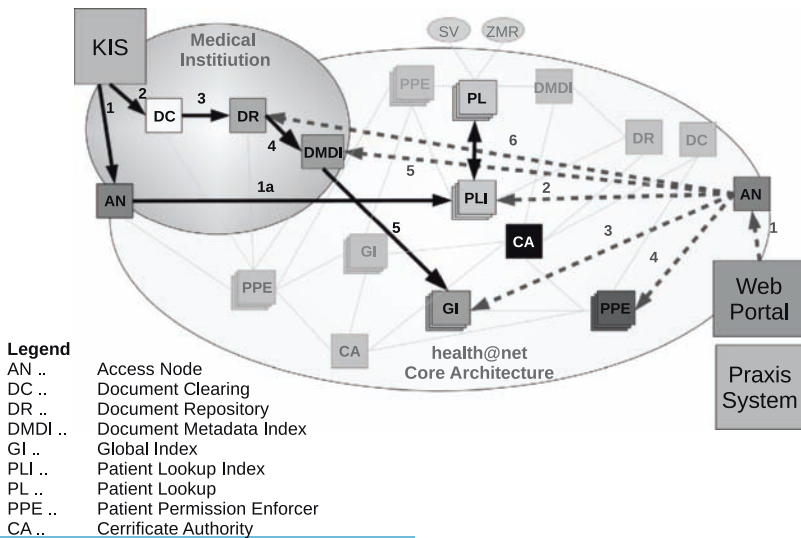 KIS
Medical
Instititiution
SV
ZMR
PPE
PL
DMDI
1
2
DC
3
DR
4
DMDI
6
DR
DC
5
AN
1a
PLI
2
AN
1
5
CA
3
4
GI
PPE
GI
PPE
Web
Portal
CA
health@net
Core Architecture
Praxis
System
Legend
AN .. Access Node
DC .. Document Clearing
DR .. Document Repository
DMDI .. Document Metadata Index
GI .. Global Index
PLI .. Patient Lookup Index
PL .. Patient Lookup
PPE .. Patient Permission Enforcer
CA .. Cerrificate Authority